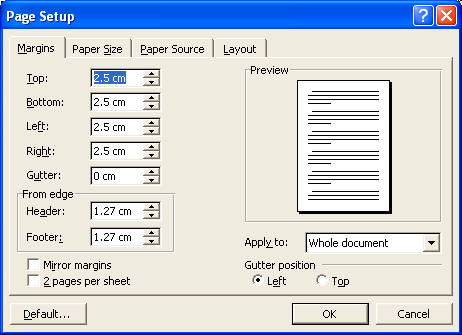 Page Setup
Margins Paper Size Paper Source Layout
Top: 2.5 cm
Bottom: 2.5 cm
Left: 2.5 cm
Right: 2.5 cm
Gutter: 0 cm
From edge
Header: 1.27 cm
Footer: 1.27 cm
Mirror margins
2 pages per sheet
Preview
Apply to: Whole document
Gutter position
Left Top
Default... OK Cancel